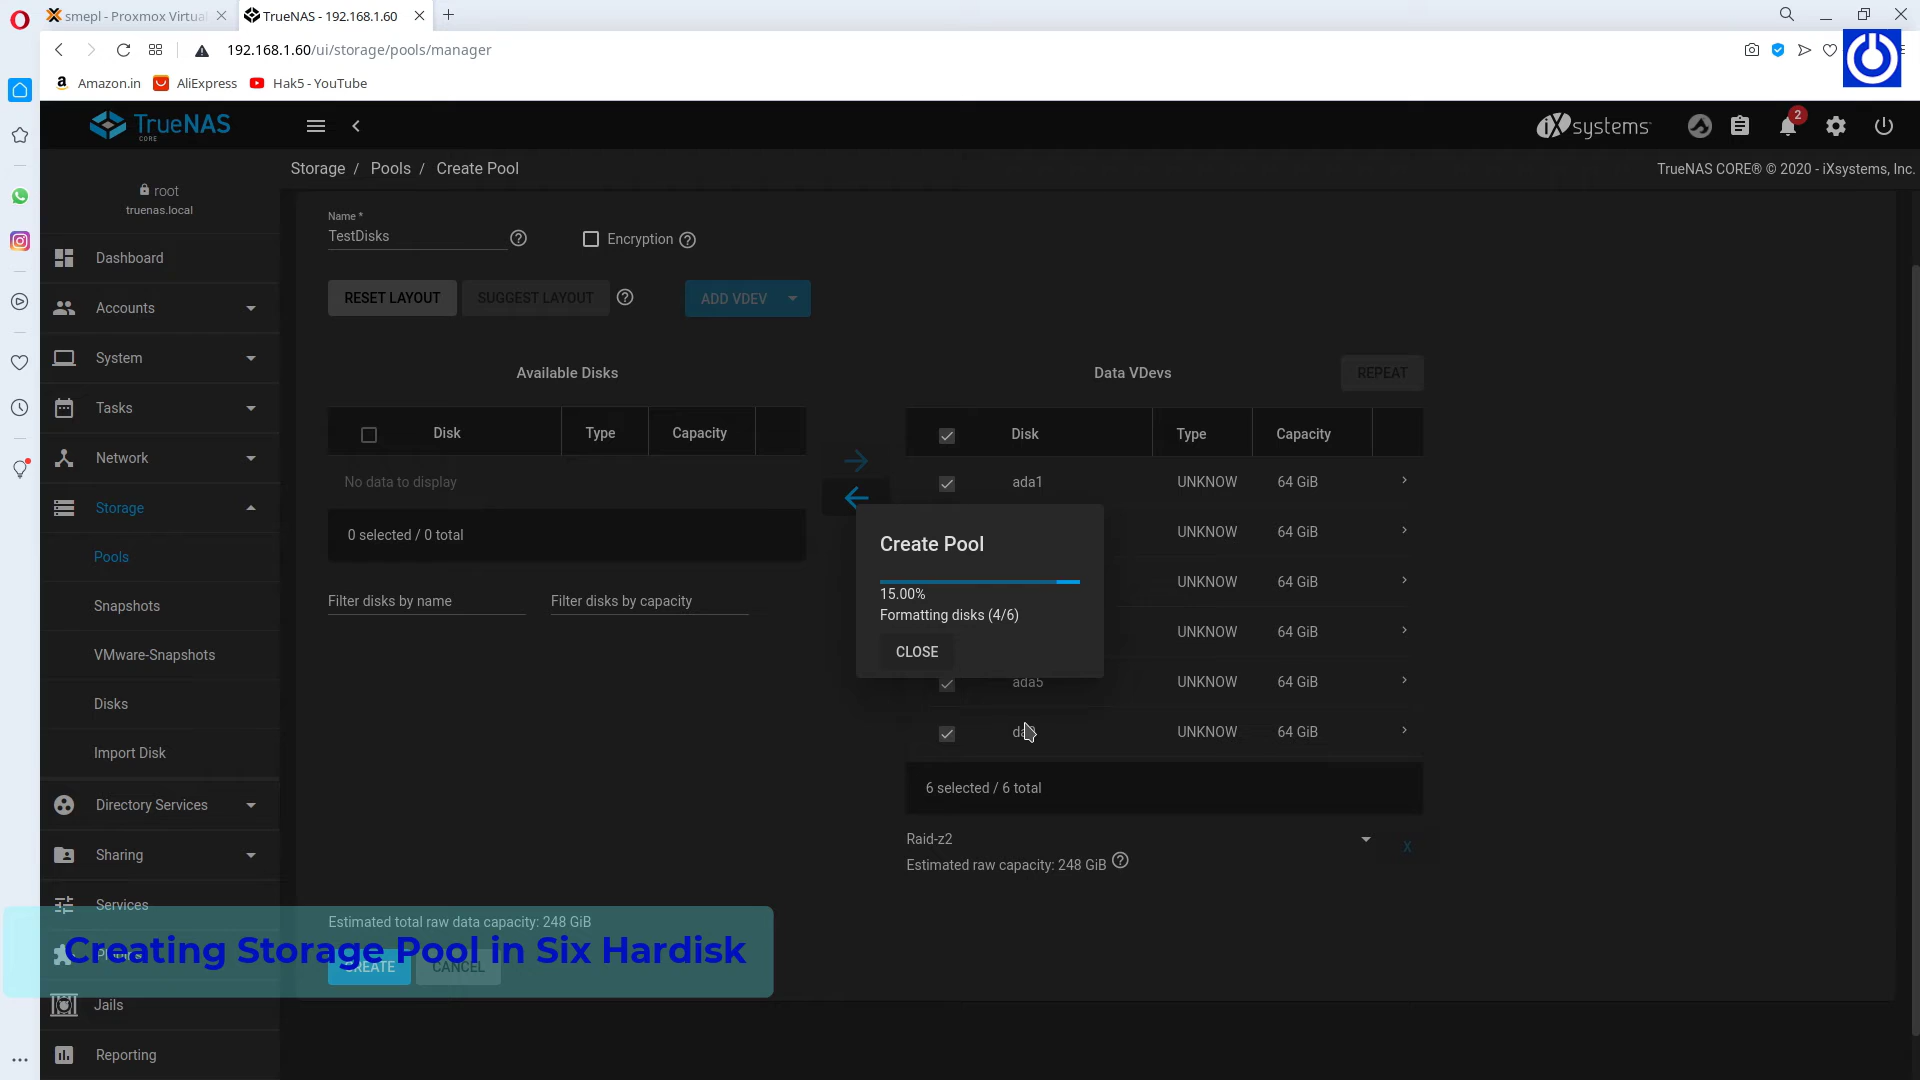 smepl - Proxmox Virtual
TrueNAS - 192.168.1.60
192.168.1.60/ui/storage/pools/manager
Amazon.in
AliExpress
Hak5 - YouTube
TrueNAS
CORE
iXsystems
2
root
truenas.local
Storage / Pools / Create Pool
TrueNAS CORE® © 2020 - iXsystems, Inc.
Dashboard
Accounts
System
Tasks
Network
Storage
Pools
Snapshots
VMware-Snapshots
Disks
Import Disk
Directory Services
Sharing
Services
Jails
Reporting
Name *
TestDisks
Encryption
RESET LAYOUT
SUGGEST LAYOUT
ADD VDEV
Available Disks
Disk Type Capacity
No data to display
0 selected / 0 total
Filter disks by name
Filter disks by capacity
Data VDevs
REPEAT
Disk Type Capacity
ada1 UNKNOW 64 GiB
UNKNOW 64 GiB
UNKNOW 64 GiB
UNKNOW 64 GiB
ada5 UNKNOW 64 GiB
UNKNOW 64 GiB
6 selected / 6 total
Raid-z2
X
Estimated raw capacity: 248 GiB
Create Pool
15.00%
Formatting disks (4/6)
CLOSE
Estimated total raw data capacity: 248 GiB
Creating Storage Pool in Six Hardisk
CANCEL